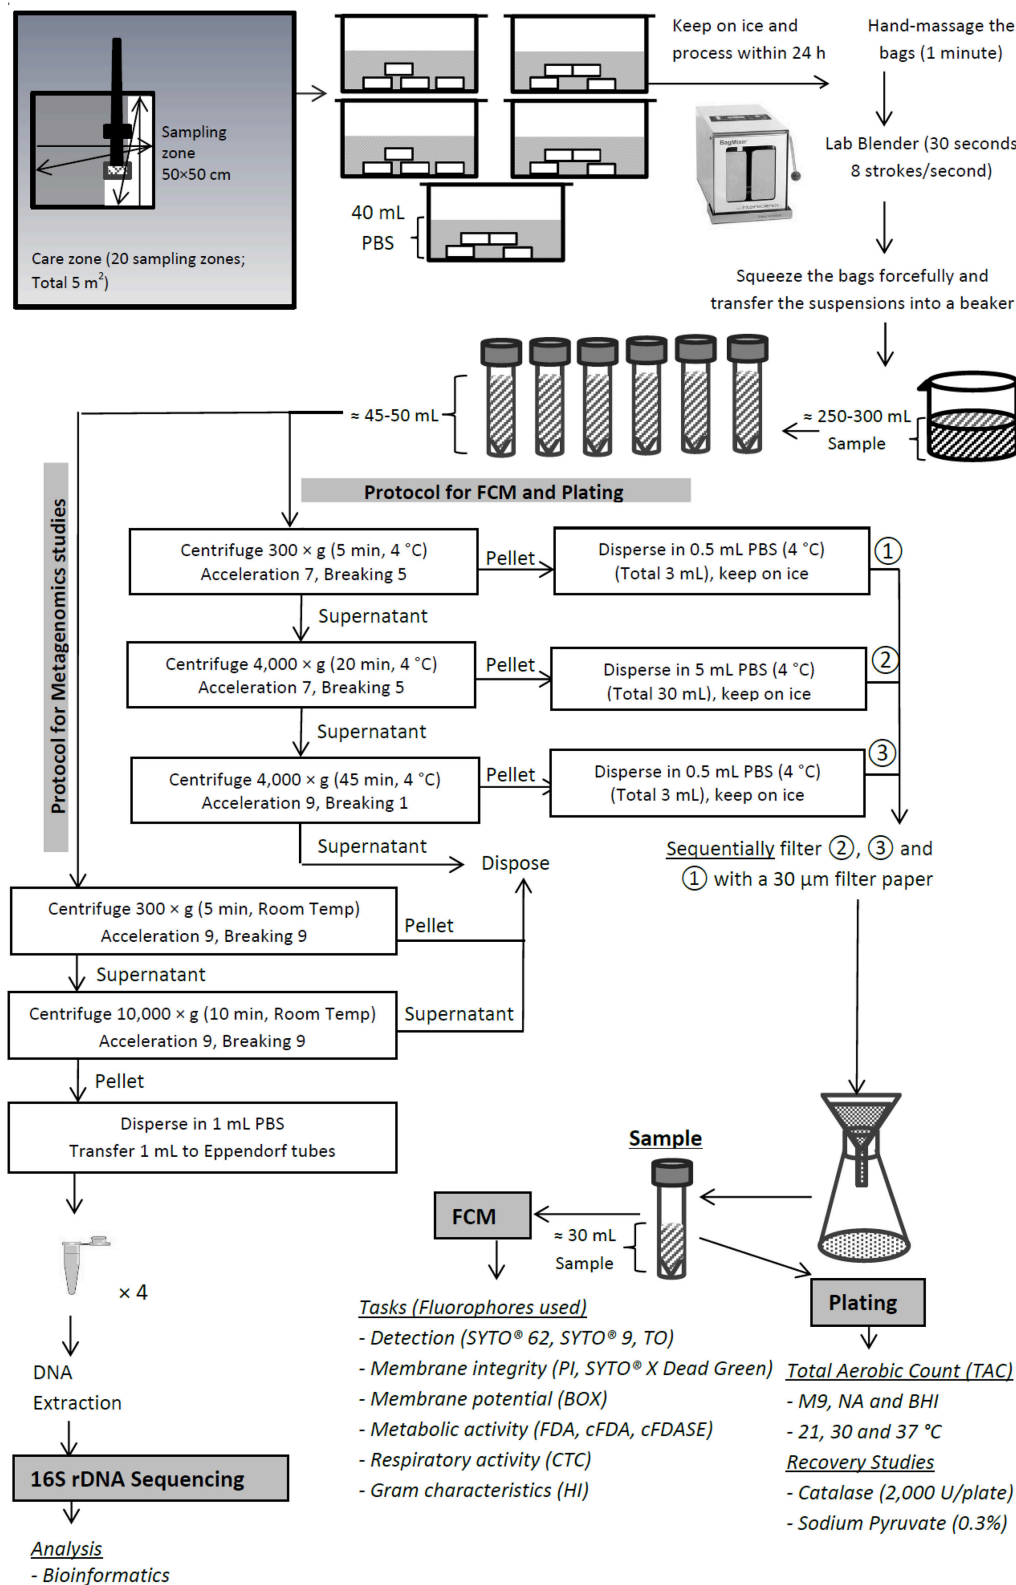 Sampling
zone
50×50 cm
Care zone (20 sampling zones;
Total 5 m²)
40 mL
PBS
Keep on ice and
process within 24 h
Hand-massage the
bags (1 minute)
BagMixer
Lab Blender (30 seconds
8 strokes/second)
Squeeze the bags forcefully and
transfer the suspensions into a beaker
≈ 250-300 mL
Sample
≈ 45-50 mL
Protocol for Metagenomics studies
Protocol for FCM and Plating
Centrifuge 300 × g (5 min, 4 °C)
Acceleration 7, Breaking 5
Pellet
Disperse in 0.5 mL PBS (4 °C)
(Total 3 mL), keep on ice
①
Supernatant
Centrifuge 4,000 × g (20 min, 4 °C)
Acceleration 7, Breaking 5
Pellet
Disperse in 5 mL PBS (4 °C)
(Total 30 mL), keep on ice
②
Supernatant
Centrifuge 4,000 × g (45 min, 4 °C)
Acceleration 9, Breaking 1
Pellet
Disperse in 0.5 mL PBS (4 °C)
(Total 3 mL), keep on ice
③
Supernatant
Dispose
Sequentially filter ②, ③ and
① with a 30 µm filter paper
Centrifuge 300 × g (5 min, Room Temp)
Acceleration 9, Breaking 9
Pellet
Supernatant
Centrifuge 10,000 × g (10 min, Room Temp)
Acceleration 9, Breaking 9
Supernatant
Pellet
Disperse in 1 mL PBS
Transfer 1 mL to Eppendorf tubes
× 4
DNA
Extraction
16S rDNA Sequencing
Analysis
- Bioinformatics
Sample
≈ 30 mL
Sample
FCM
Tasks (Fluorophores used)
- Detection (SYTO® 62, SYTO® 9, TO)
- Membrane integrity (PI, SYTO® X Dead Green)
- Membrane potential (BOX)
- Metabolic activity (FDA, cFDA, cFDASE)
- Respiratory activity (CTC)
- Gram characteristics (HI)
Plating
Total Aerobic Count (TAC)
- M9, NA and BHI
- 21, 30 and 37 °C
Recovery Studies
- Catalase (2,000 U/plate)
- Sodium Pyruvate (0.3%)